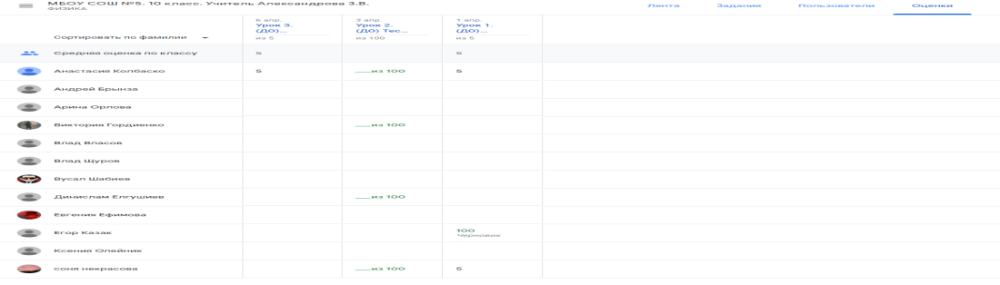 МБОУ СОШ №5. 10 класс. Учитель Александрова З.В.
ФИЗИКА
Лента Задания Пользователи Оценки
6 апр. 3 апр. 1 апр.
Урок 3. Урок 2. Урок 1.
(ДО)... (ДО) Тес... (ДО)...
Сортировать по фамилии из 5 из 100 из 5
Средняя оценка по классу 5 5
Анастасия Колбаско 5 ___из 100 5
Андрей Брынза
Арина Орлова
Виктория Гордиенко ___из 100
Влад Власов
Влад Щуров
Вусал Шабиев
Динислам Елгушиев ___из 100
Евгения Ефимова
Егор Казак 100
Черновик
Ксения Олейник
соня некрасова ___из 100 5